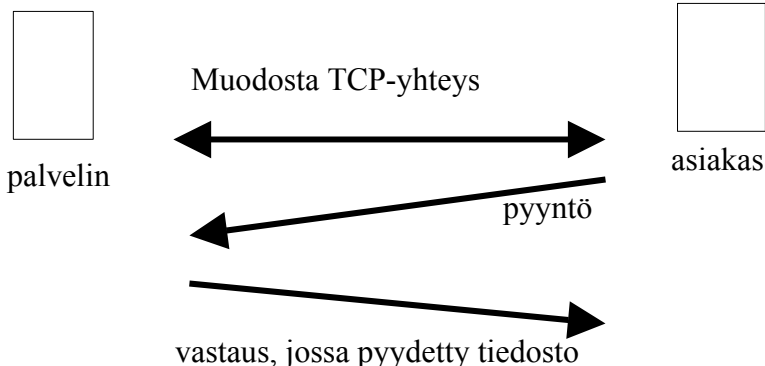 Muodosta TCP-yhteys
palvelin
asiakas
pyyntö
vastaus, jossa pyydetty tiedosto